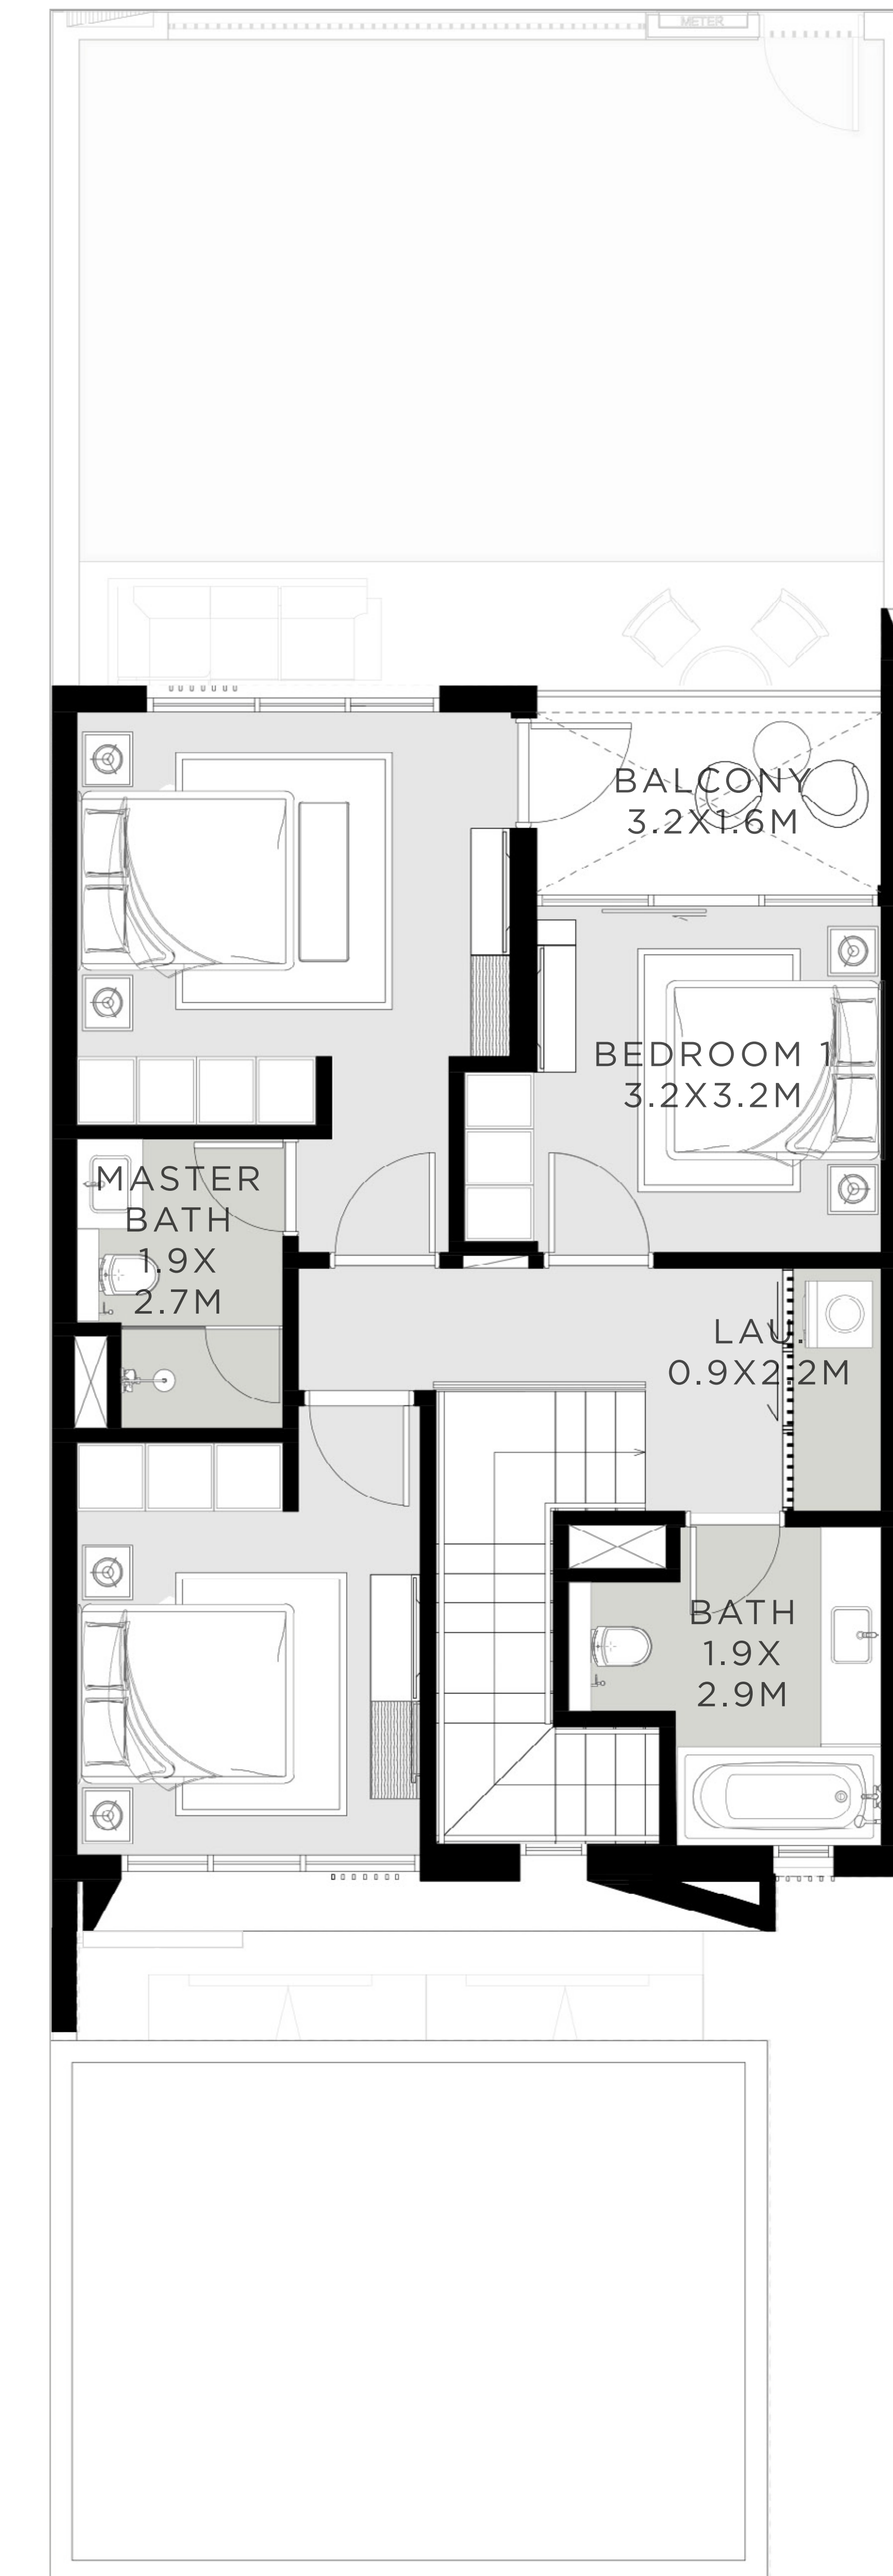 METER
BALCONY
3.2X1.6M
BEDROOM 1
3.2X3.2M
MASTER
BATH
1.9X
2.7M
LAU.
0.9X2.2M
BATH
1.9X
2.9M